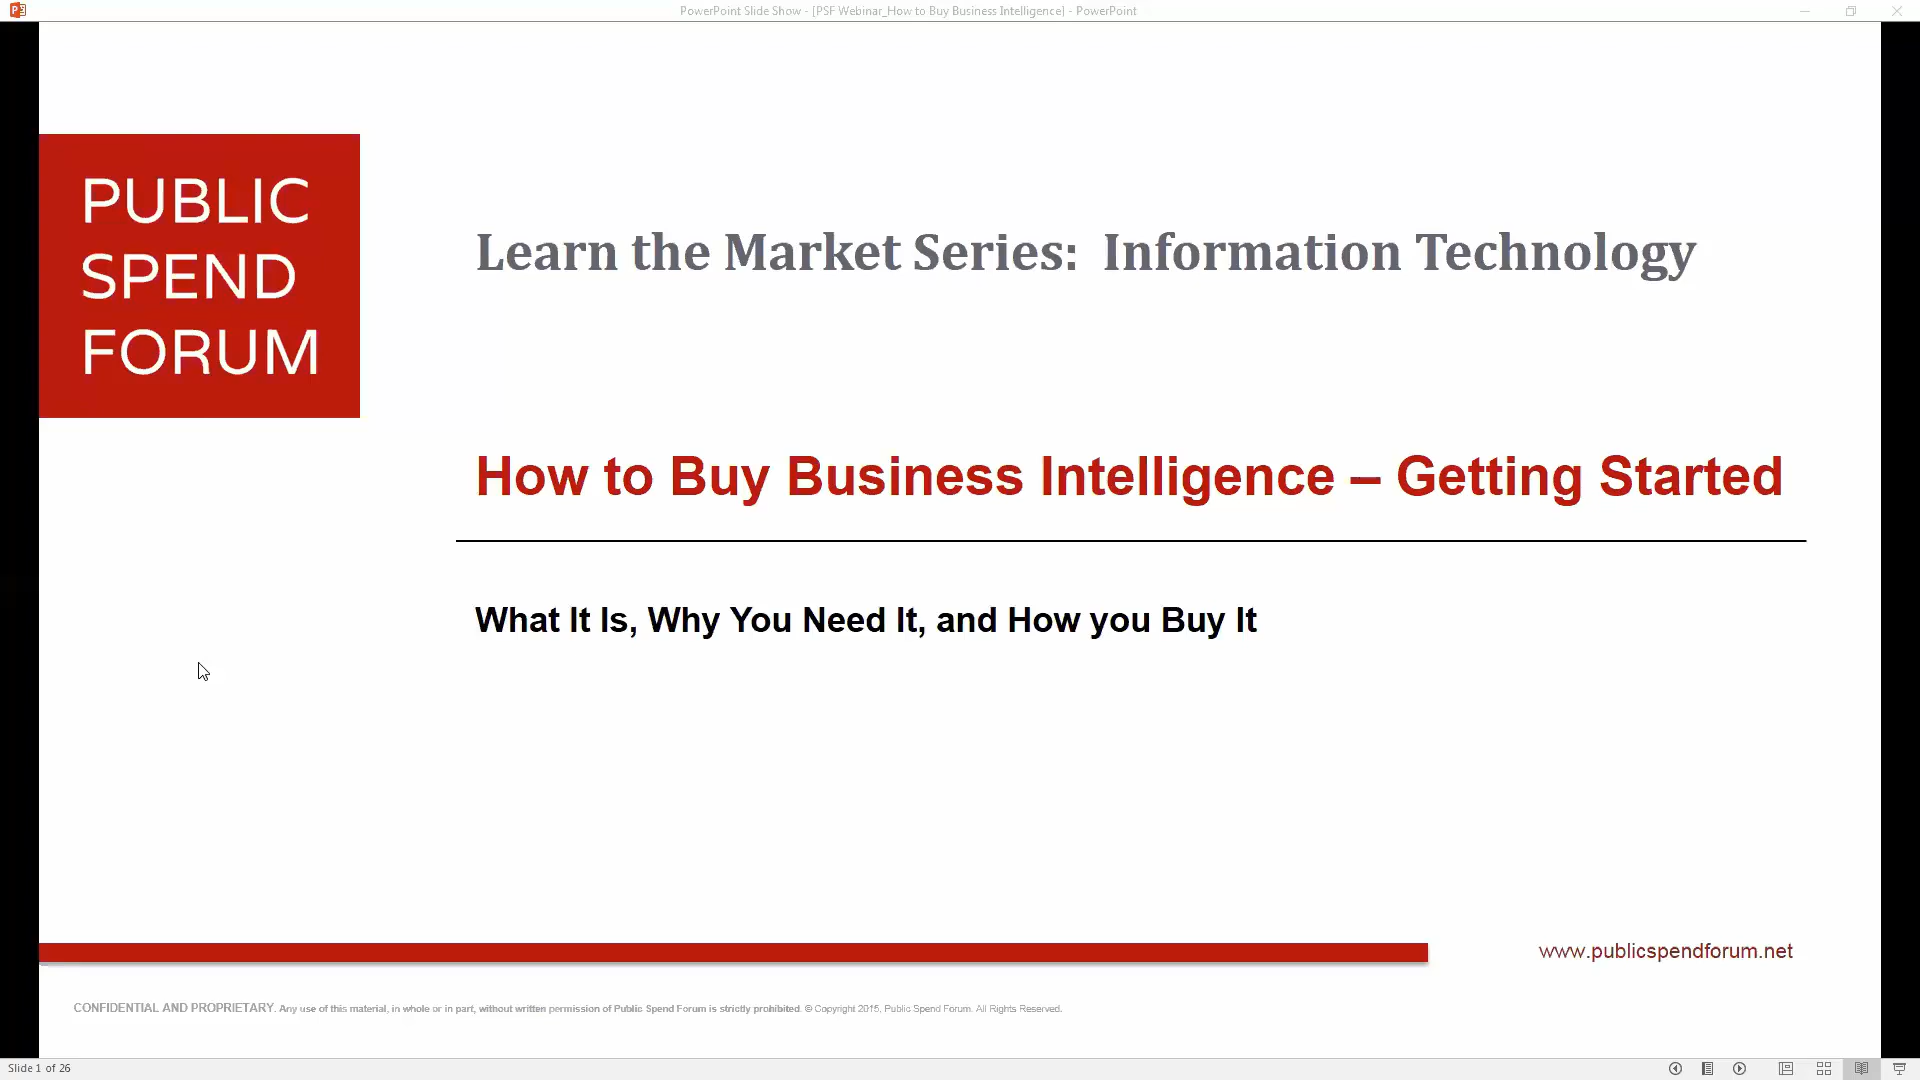 PowerPoint Slide Show - [PSF Webinar_How to Buy Business Intelligence] - PowerPoint
PUBLIC
SPEND
FORUM
Learn the Market Series: Information Technology
How to Buy Business Intelligence – Getting Started
What It Is, Why You Need It, and How you Buy It
www.publicspendforum.net
CONFIDENTIAL AND PROPRIETARY. Any use of this material, in whole or in part, without written permission of Public Spend Forum is strictly prohibited. © Copyright 2015, Public Spend Forum. All Rights Reserved.
Slide 1 of 26